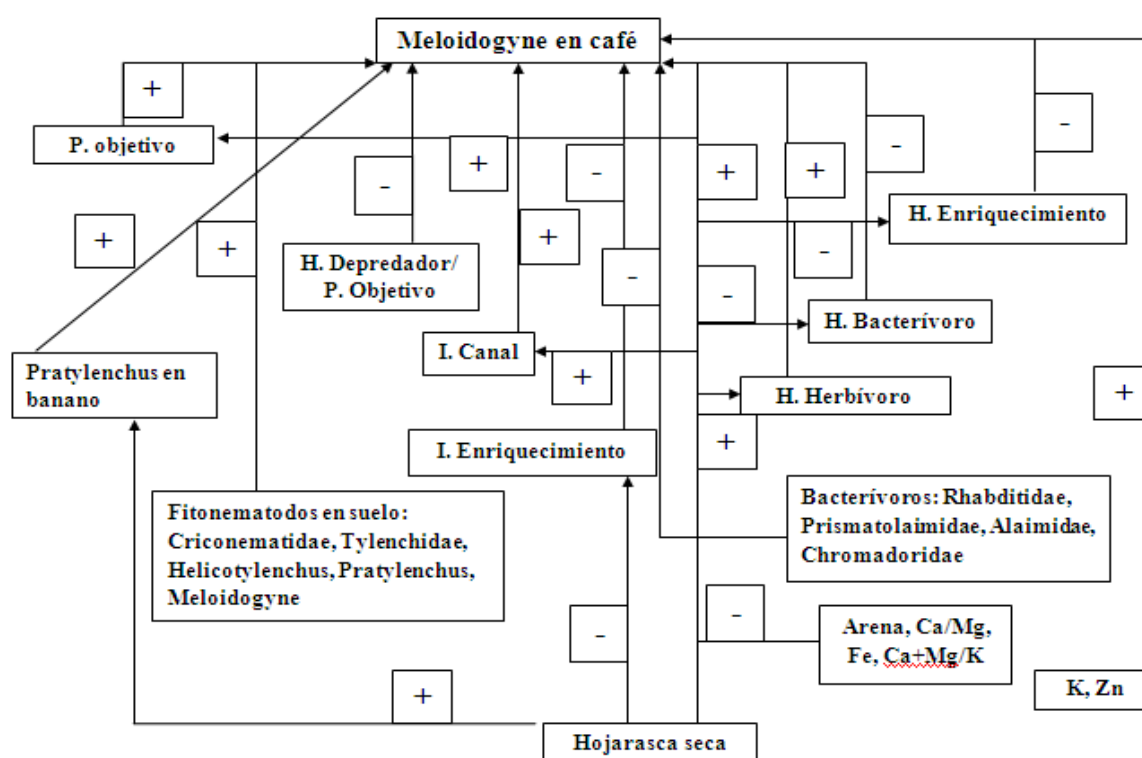 Meloidogyne en café
+
P. objetivo
-
+
-
+
-
+
+
-
H. Enriquecimiento
+
+
+
-
-
-
H. Depredador/
P. Objetivo
H. Bacterívoro
I. Canal
+
Pratylenchus en
banano
H. Herbívoro
+
+
I. Enriquecimiento
Fitonematodos en suelo:
Criconematidae, Tylenchidae,
Helicotylenchus, Pratylenchus,
Meloidogyne
Bacterívoros: Rhabditidae,
Prismatolaimidae, Alaimidae,
Chromadoridae
-
-
Arena, Ca/Mg,
Fe, Ca+Mg/K
K, Zn
+
Hojarasca seca